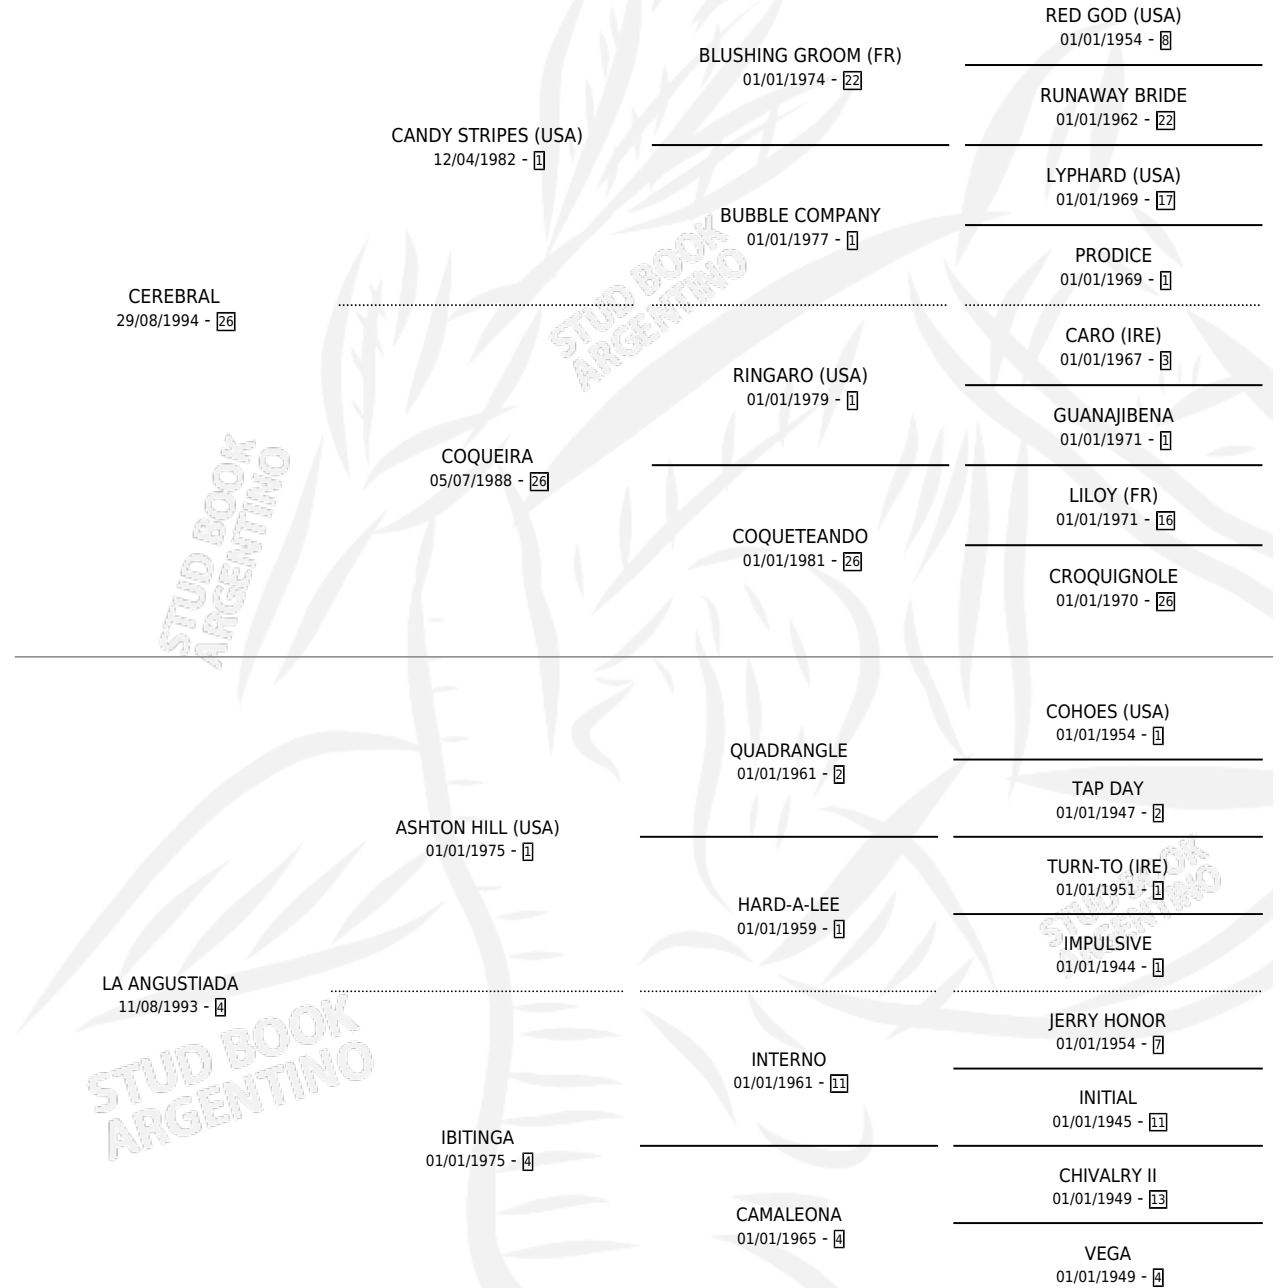 RED GOD (USA)
01/01/1954 - 8
BLUSHING GROOM (FR)
01/01/1974 - 22
RUNAWAY BRIDE
01/01/1962 - 22
CANDY STRIPES (USA)
12/04/1982 - 1
LYPHARD (USA)
01/01/1969 - 17
BUBBLE COMPANY
01/01/1977 - 1
PRODICE
01/01/1969 - 1
CEREBRAL
29/08/1994 - 26
CARO (IRE)
01/01/1967 - 3
RINGARO (USA)
01/01/1979 - 1
GUANAJIBENA
01/01/1971 - 1
COQUEIRA
05/07/1988 - 26
LILOY (FR)
01/01/1971 - 16
COQUETEANDO
01/01/1981 - 26
CROQUIGNOLE
01/01/1970 - 26
STUD BOOK
ARGENTINO
STUD BOOK
ARGENTINO
COHOES (USA)
01/01/1954 - 1
QUADRANGLE
01/01/1961 - 2
TAP DAY
01/01/1947 - 2
ASHTON HILL (USA)
01/01/1975 - 1
TURN-TO (IRE)
01/01/1951 - 1
HARD-A-LEE
01/01/1959 - 1
IMPULSIVE
01/01/1944 - 1
LA ANGUSTIADA
11/08/1993 - 4
JERRY HONOR
01/01/1954 - 7
INTERNO
01/01/1961 - 11
INITIAL
01/01/1945 - 11
IBITINGA
01/01/1975 - 4
CHIVALRY II
01/01/1949 - 13
CAMALEONA
01/01/1965 - 4
VEGA
01/01/1949 - 4
STUD BOOK
ARGENTINO
STUD BOOK
ARGENTINO